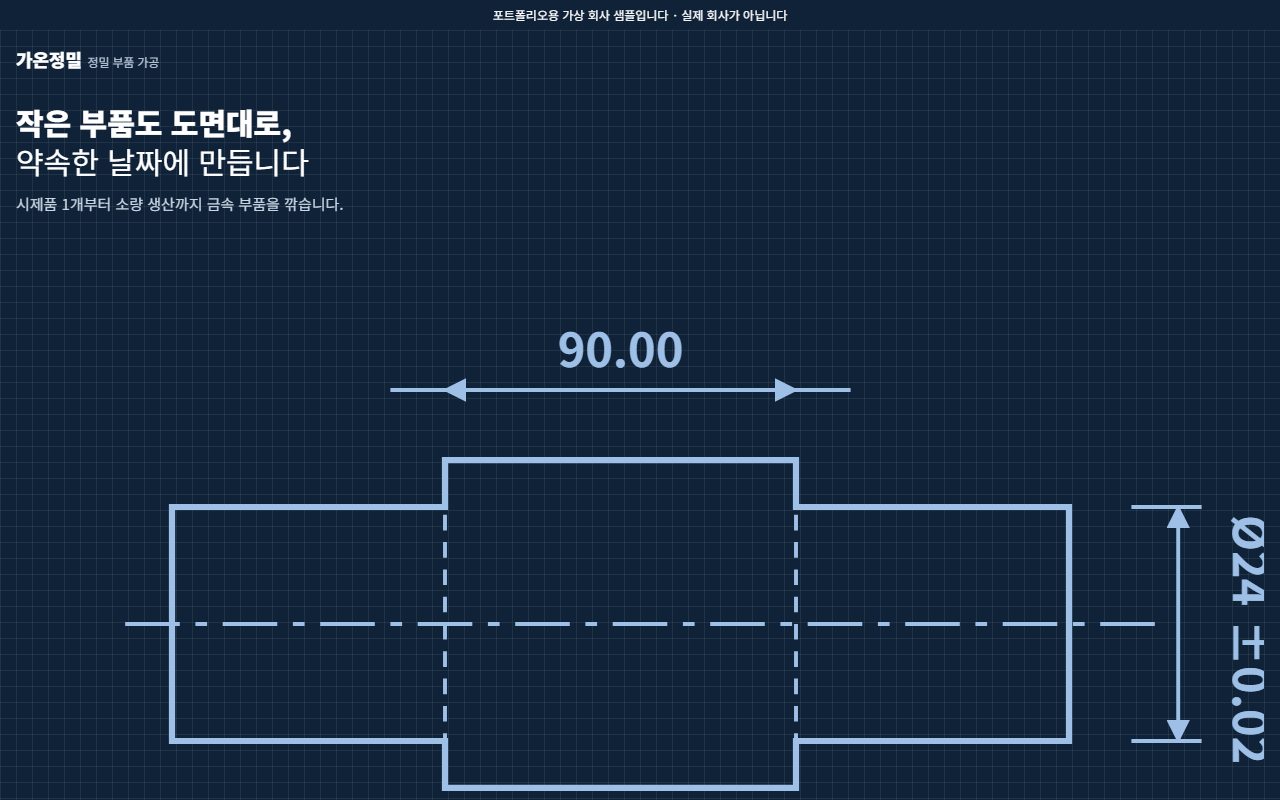 포트폴리오용 가상 회사 샘플입니다 · 실제 회사가 아닙니다
가온정밀 정밀 부품 가공
작은 부품도 도면대로,
약속한 날짜에 만듭니다
시제품 1개부터 소량 생산까지 금속 부품을 깎습니다.
90.00
Ø24 ±0.02